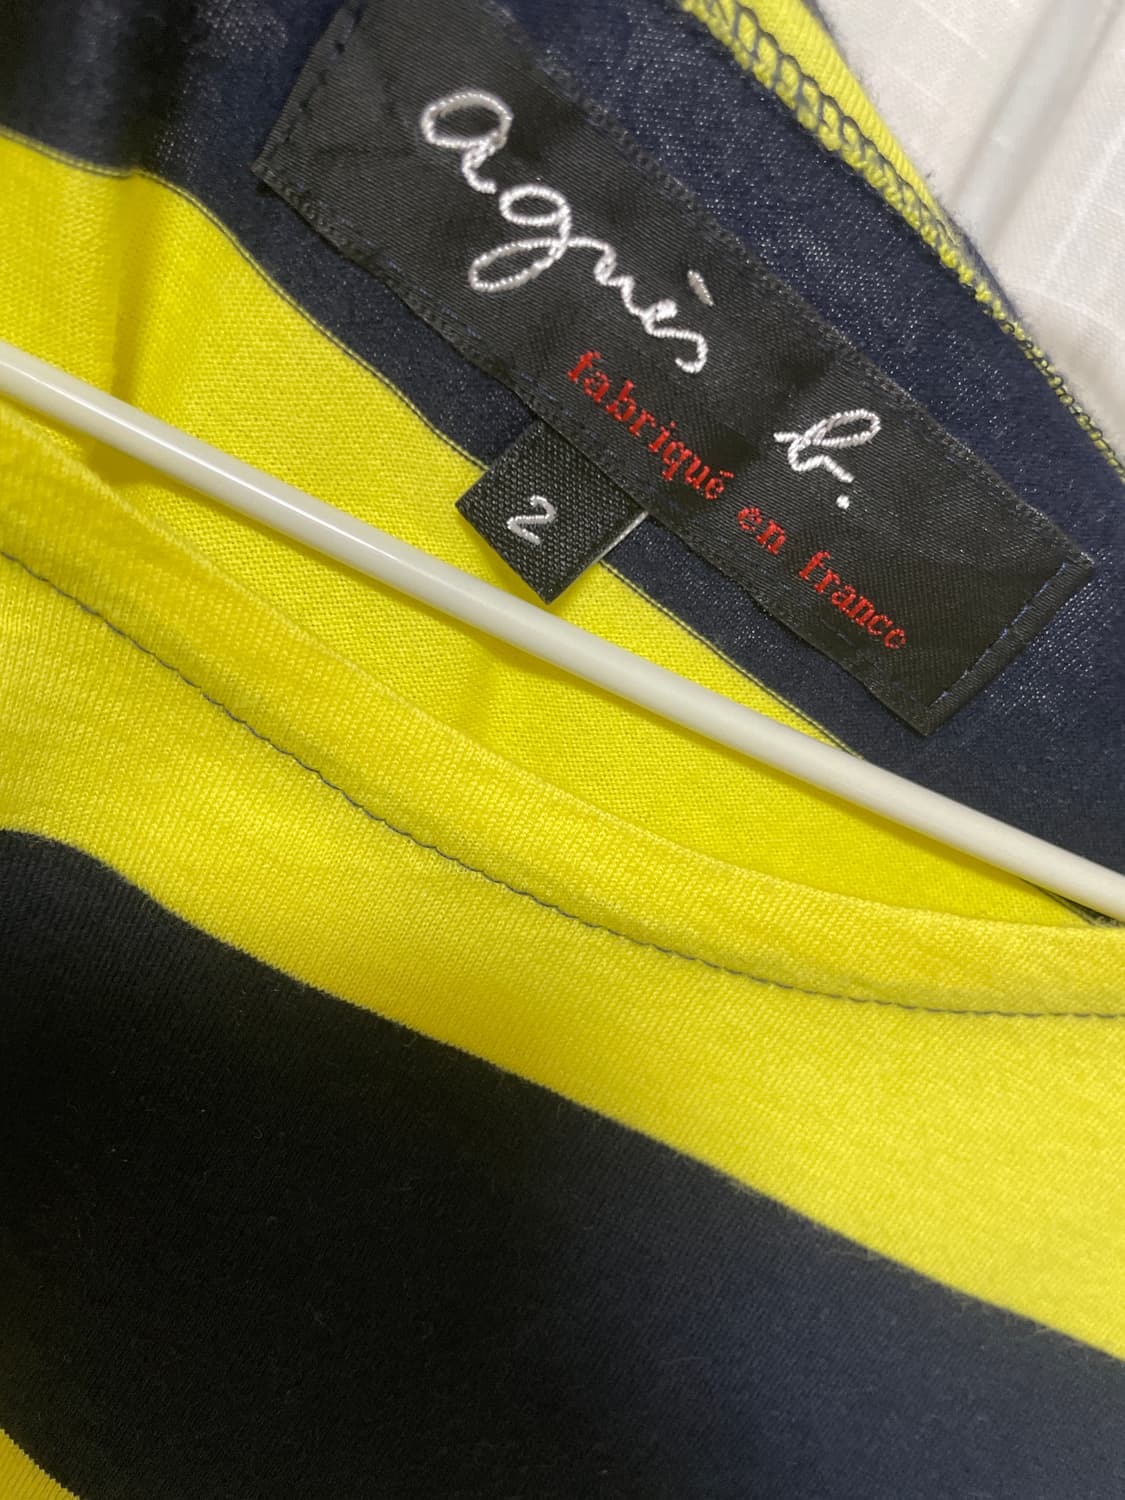 agnès b.
fabriqué en france
2